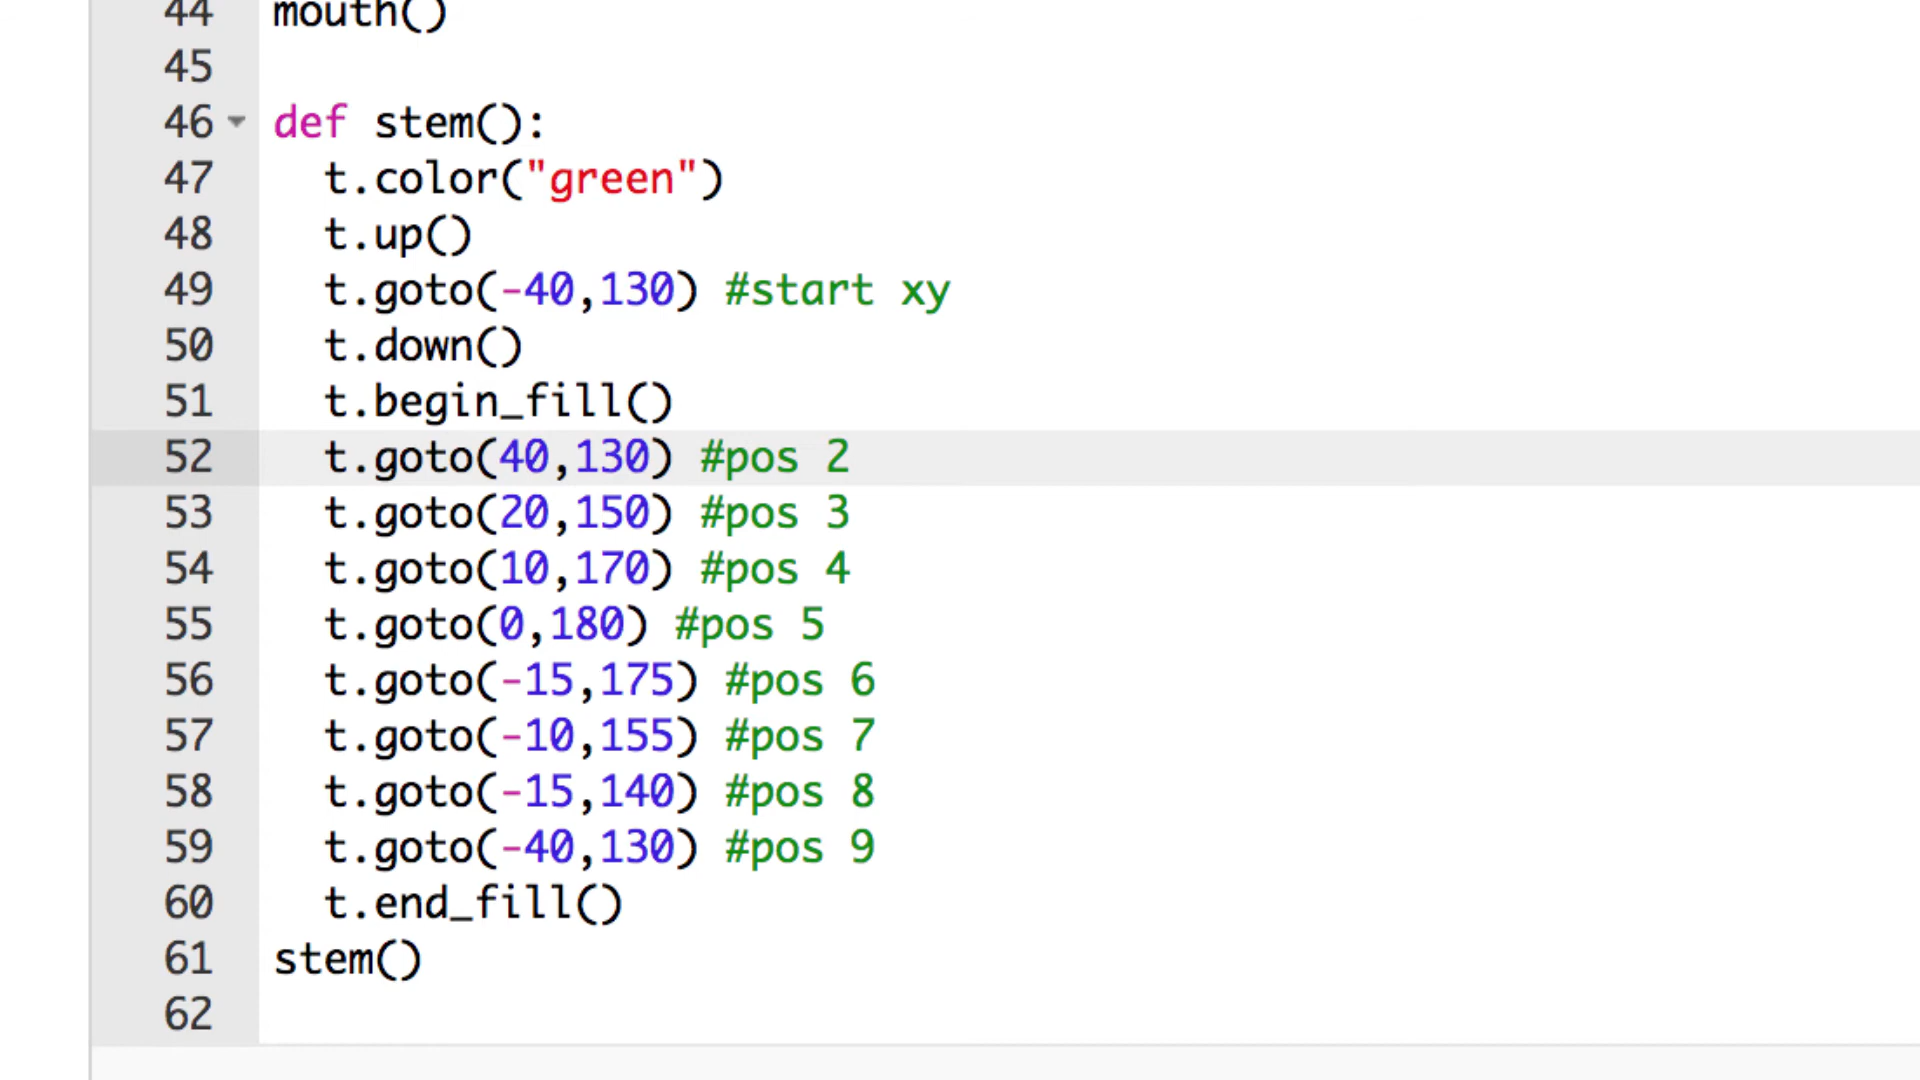 44 mouth()
45
46 def stem():
47 t.color("green")
48 t.up()
49 t.goto(-40,130) #start xy
50 t.down()
51 t.begin_fill()
52 t.goto(40,130) #pos 2
53 t.goto(20,150) #pos 3
54 t.goto(10,170) #pos 4
55 t.goto(0,180) #pos 5
56 t.goto(-15,175) #pos 6
57 t.goto(-10,155) #pos 7
58 t.goto(-15,140) #pos 8
59 t.goto(-40,130) #pos 9
60 t.end_fill()
61 stem()
62